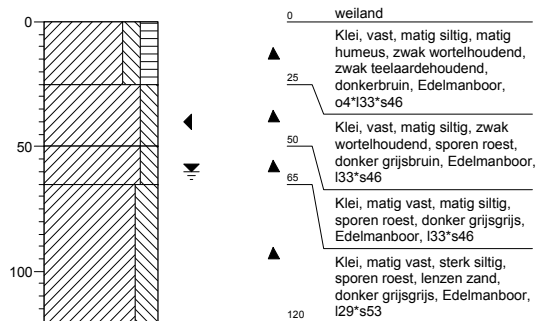 0
50
100
0 weiland
Klei, vast, matig siltig, matig
humeus, zwak wortelhoudend,
zwak teelaardehoudend,
donkerbruin, Edelmanboor,
o4*l33*s46
25
Klei, vast, matig siltig, zwak
wortelhoudend, sporen roest,
donker grijsbruin, Edelmanboor,
l33*s46
50
Klei, matig vast, matig siltig,
sporen roest, donker grijsgrijs,
Edelmanboor, l33*s46
65
Klei, matig vast, sterk siltig,
sporen roest, lenzen zand,
donker grijsgrijs, Edelmanboor,
l29*s53
120